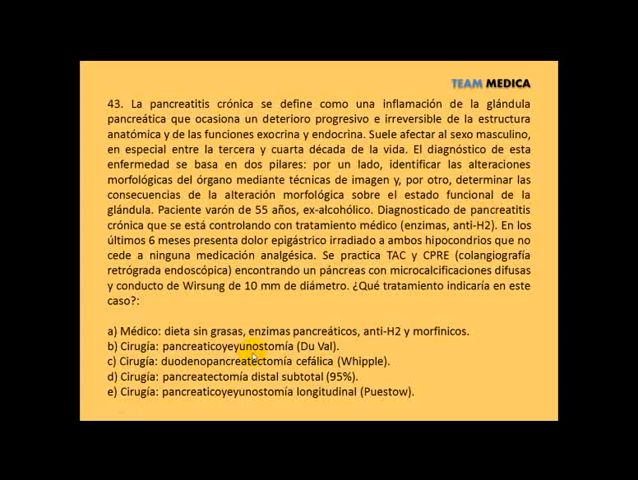 TEAM MEDICA
43. La pancreatitis crónica se define como una inflamación de la glándula
pancreática que ocasiona un deterioro progresivo e irreversible de la estructura
anatómica y de las funciones exocrina y endocrina. Suele afectar al sexo masculino,
en especial entre la tercera y cuarta década de la vida. El diagnóstico de esta
enfermedad se basa en dos pilares: por un lado, identificar las alteraciones
morfológicas del órgano mediante técnicas de imagen y, por otro, determinar las
consecuencias de la alteración morfológica sobre el estado funcional de la
glándula. Paciente varón de 55 años, ex-alcohólico. Diagnosticado de pancreatitis
crónica que se está controlando con tratamiento médico (enzimas, anti-H2). En los
últimos 6 meses presenta dolor epigástrico irradiado a ambos hipocondrios que no
cede a ninguna medicación analgésica. Se practica TAC y CPRE (colangiografía
retrógrada endoscópica) encontrando un páncreas con microcalcificaciones difusas
y conducto de Wirsung de 10 mm de diámetro. ¿Qué tratamiento indicaría en este
caso?:
a) Médico: dieta sin grasas, enzimas pancreáticos, anti-H2 y morfínicos.
b) Cirugía: pancreaticoyeyunostomía (Du Val).
c) Cirugía: duodenopancreatectomía cefálica (Whipple).
d) Cirugía: pancreatectomía distal subtotal (95%).
e) Cirugía: pancreaticoyeyunostomía longitudinal (Puestow).